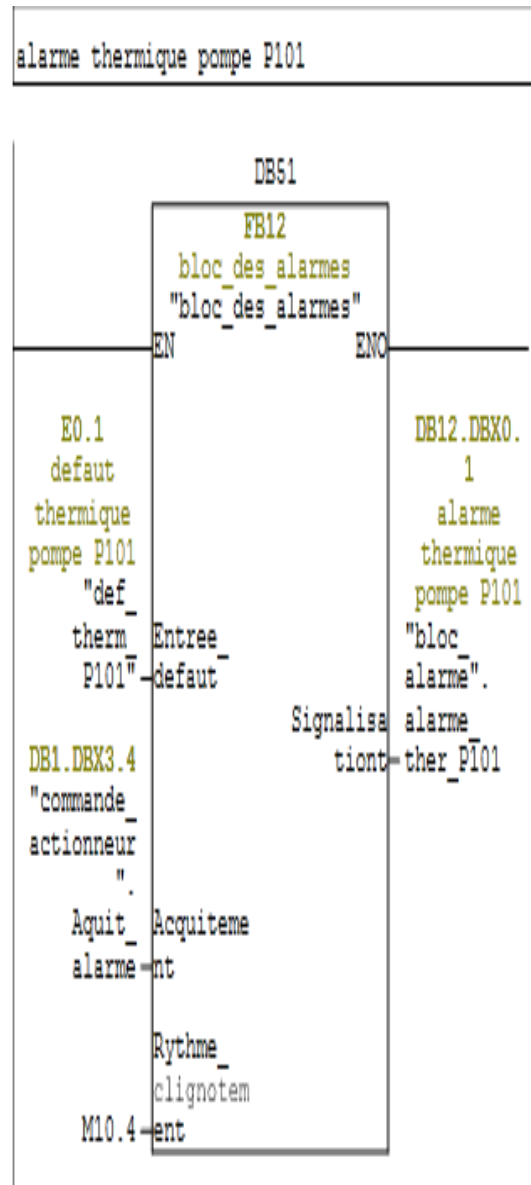 alarme thermique pompe P101
DB51
FB12
bloc_des_alarmes
"bloc_des_alarmes"
EN
ENO
E0.1
defaut
thermique
pompe P101
"def_
therm_
P101"
Entree_
defaut
DB12.DBX0.
1
alarme
thermique
pompe P101
"bloc_
alarme".
alarme_
ther_P101
Signalisa
tiont
DB1.DBX3.4
"commande_
actionneur
".
Aquit_
alarme
Acquiteme
nt
Rythme_
clignotem
ent
M10.4